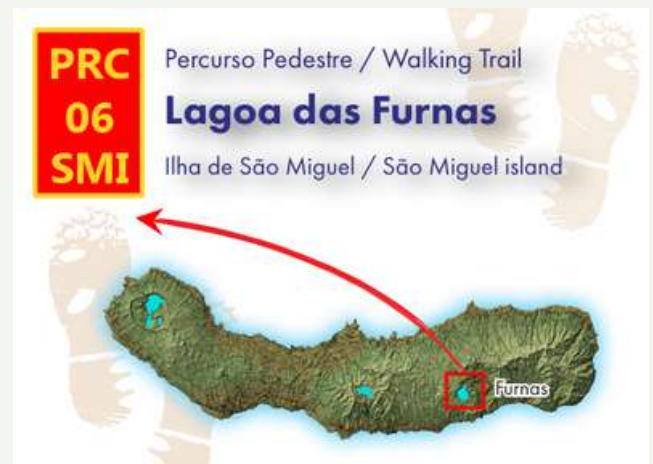 PRC
06
SMI
Percurso Pedestre / Walking Trail
Lagoa das Furnas
Ilha de São Miguel / São Miguel island
Furnas